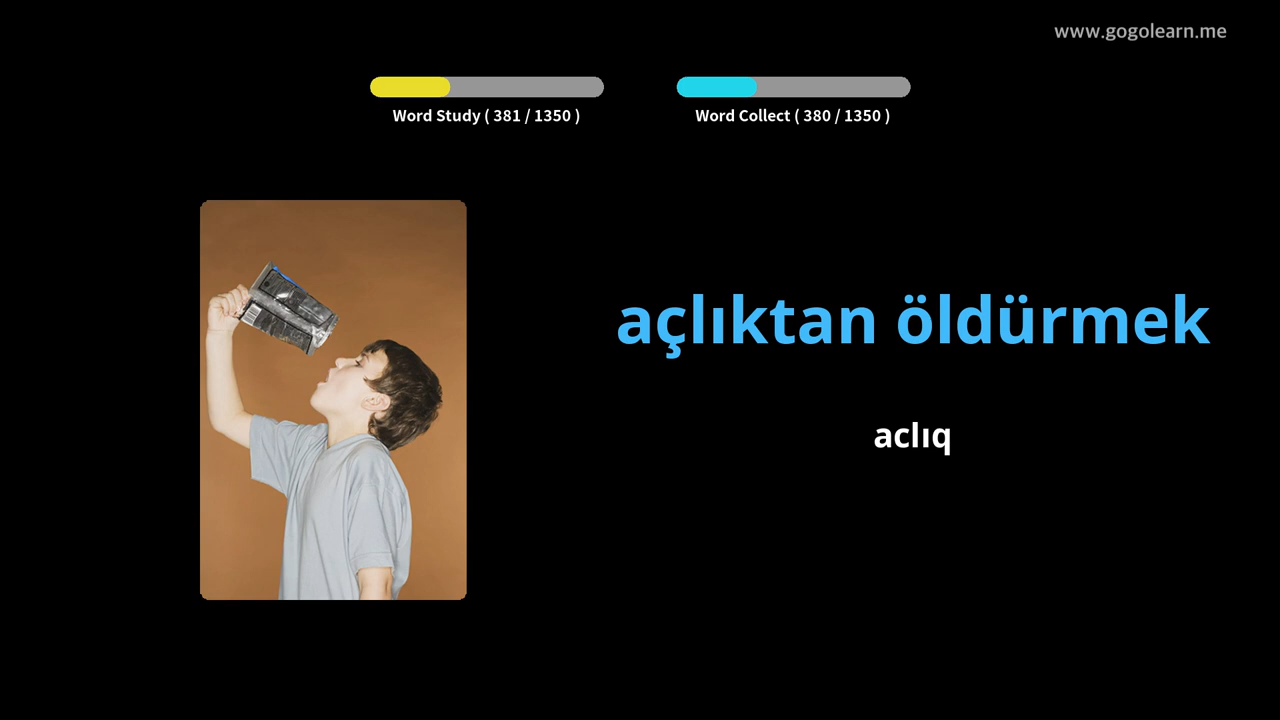 www.gogolearn.me
Word Study ( 381 / 1350 )
Word Collect ( 380 / 1350 )
açlıktan öldürmek
aclıq